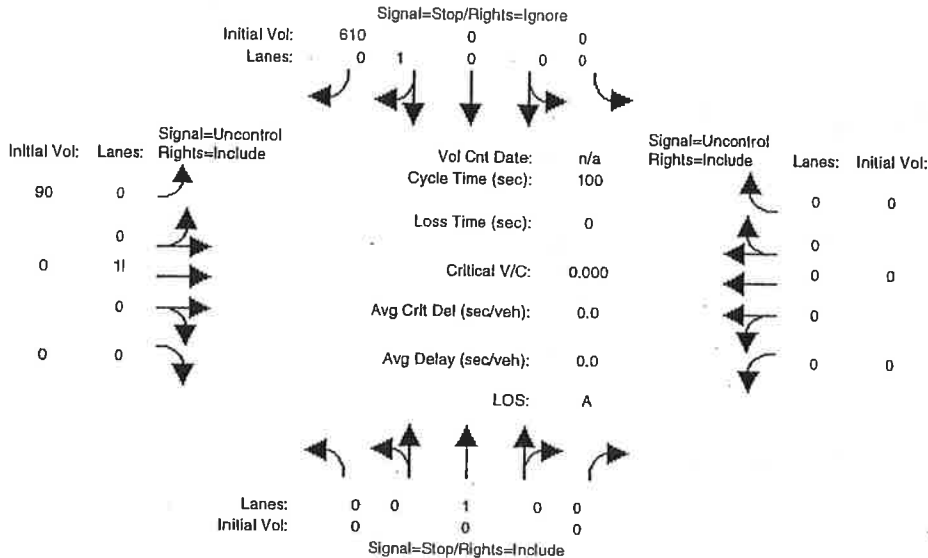 Signal=Stop/Rights=Ignore
Initial Vol: 610 0 0
Lanes: 0 1 0 0 0
Signal=Uncontrol
Initial Vol: Lanes: Rights=Include
Vol Cnt Date: n/a
Signal=Uncontrol
Rights=Include Lanes: Initial Vol:
90 0
Cycle Time (sec): 100
0 0
Loss Time (sec): 0
0
0
0 1!
Critical V/C: 0.000
0 0
0
Avg Crit Del (sec/veh): 0.0
0
0 0
Avg Delay (sec/veh): 0.0
0 0
LOS: A
Lanes: 0 0 1 0 0
Initial Vol: 0 0 0
Signal=Stop/Rights=Include